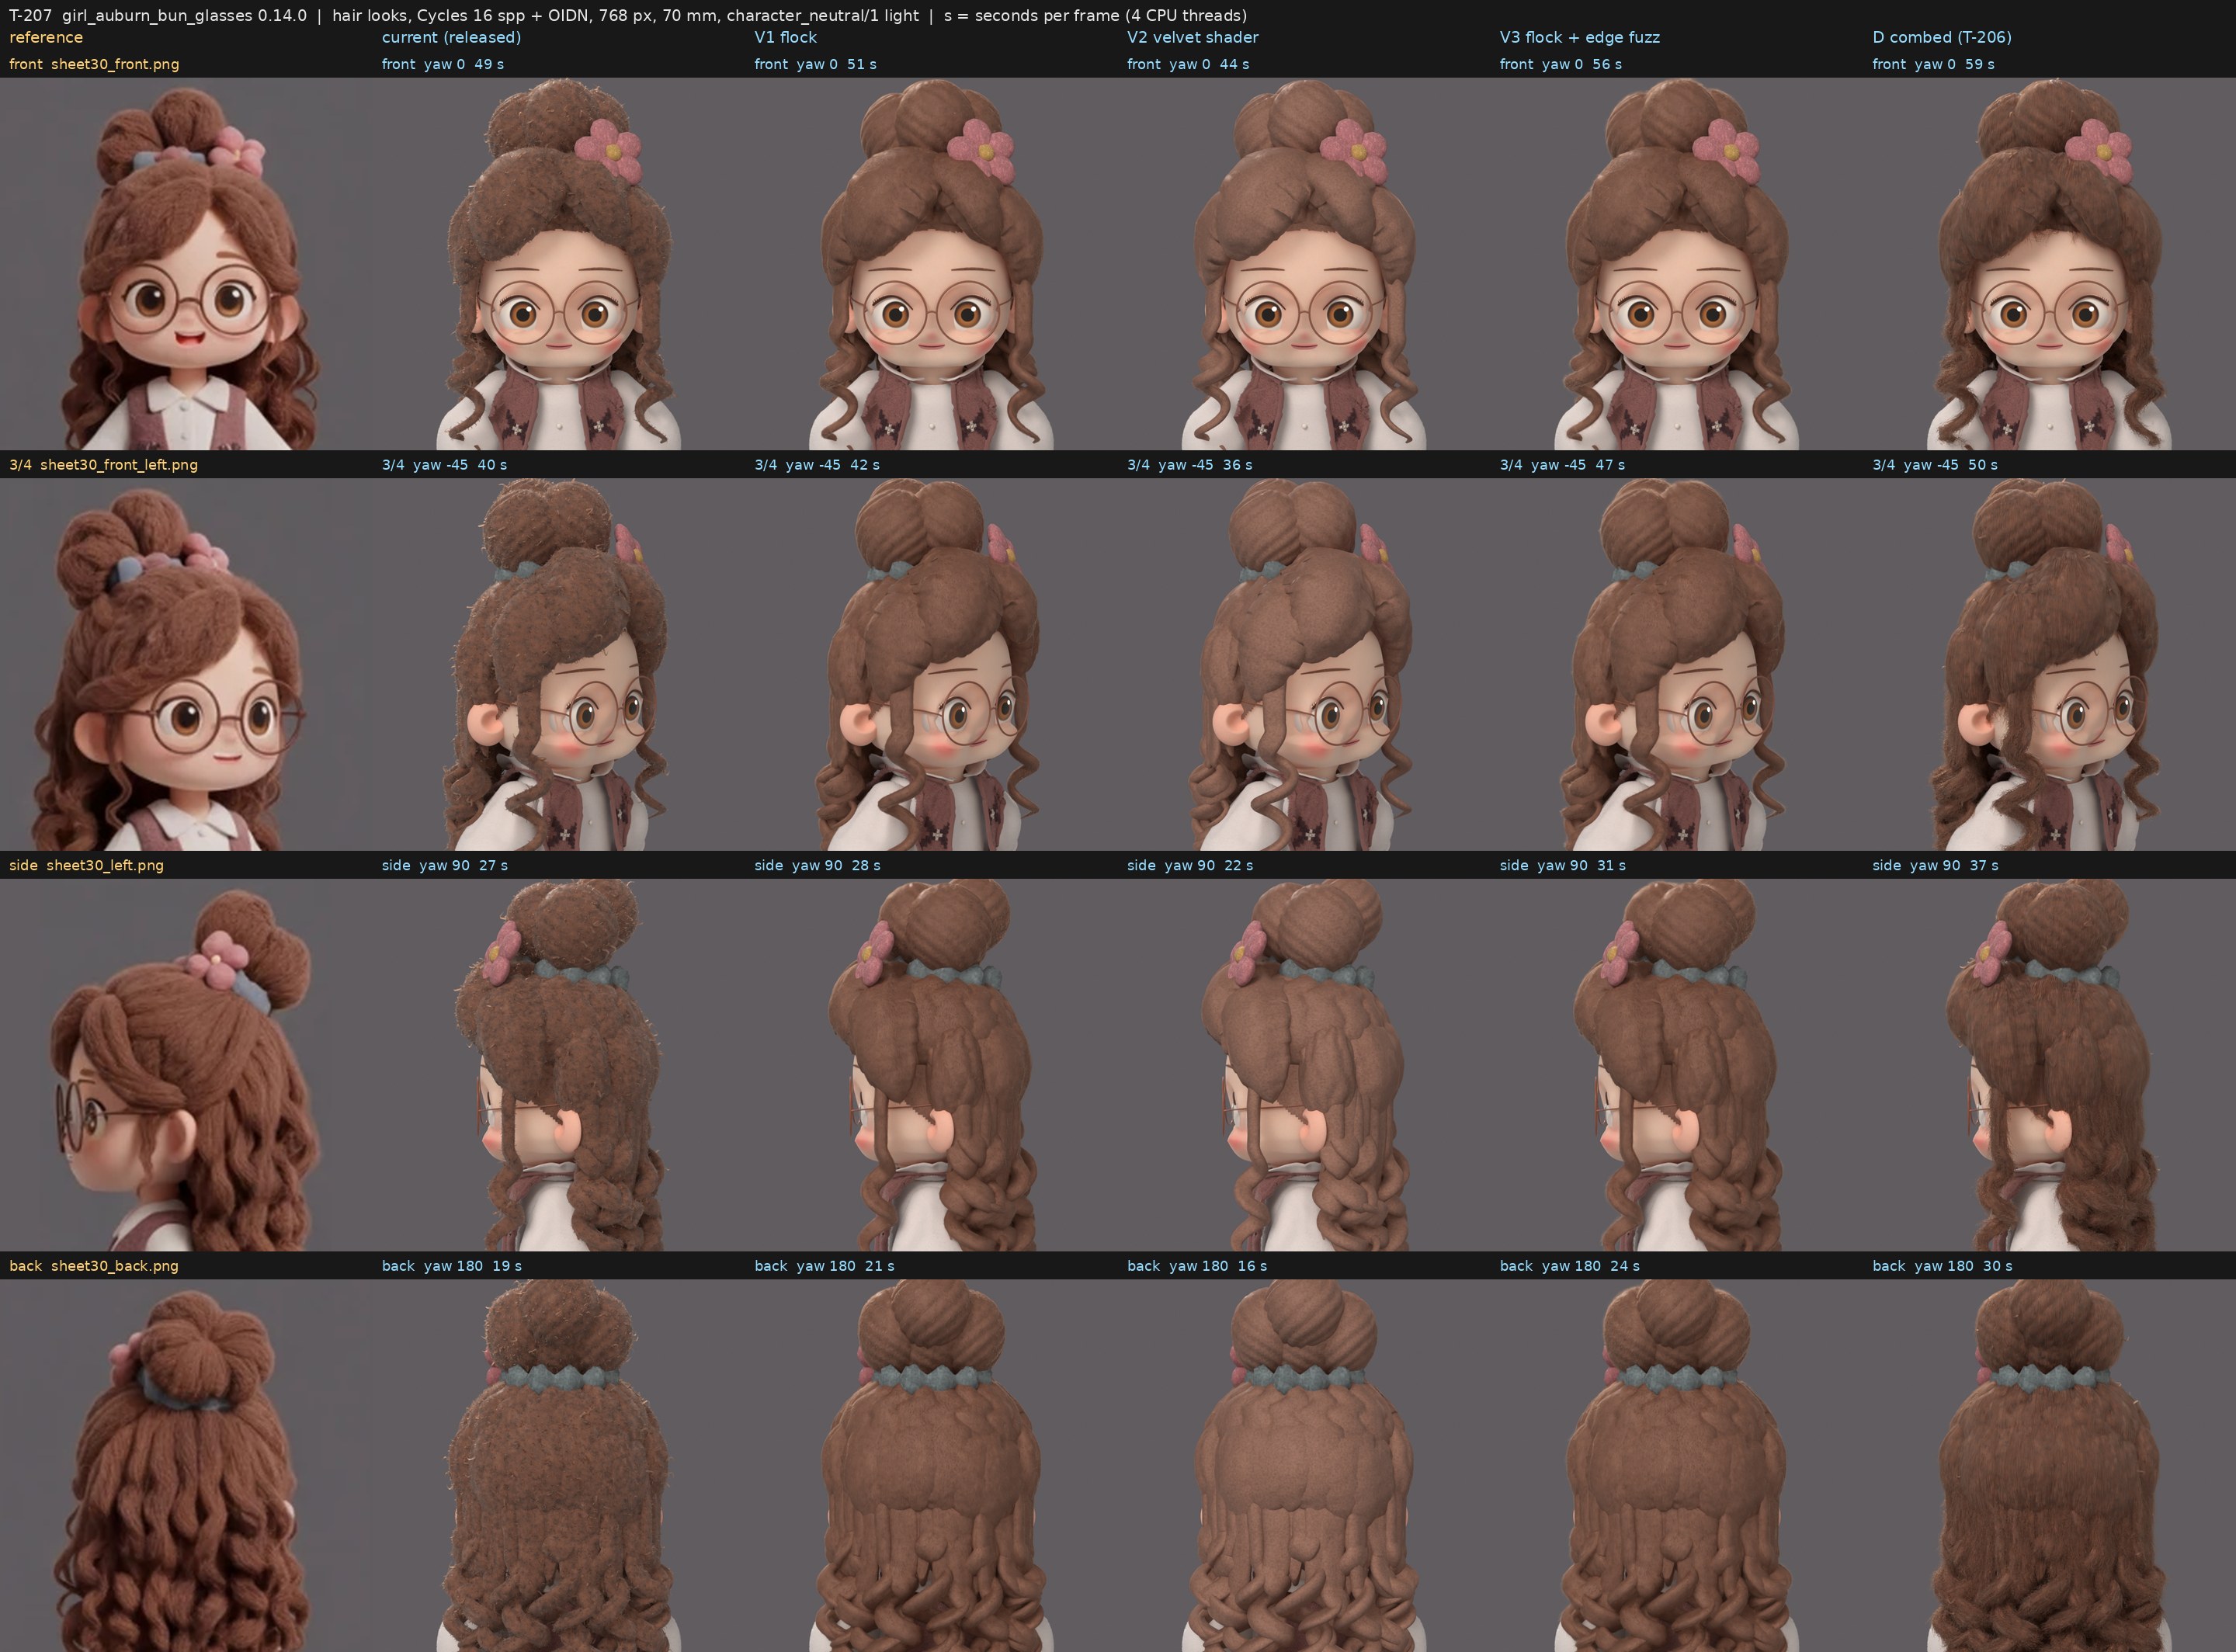 T-207  girl_auburn_bun_glasses 0.14.0  |  hair looks, Cycles 16 spp + OIDN, 768 px, 70 mm, character_neutral/1 light  |  s = seconds per frame (4 CPU threads)
reference  current (released)  V1 flock  V2 velvet shader  V3 flock + edge fuzz  D combed (T-206)
front  sheet30_front.png  front  yaw 0  49 s  front  yaw 0  51 s  front  yaw 0  44 s  front  yaw 0  56 s  front  yaw 0  59 s
3/4  sheet30_front_left.png  3/4  yaw -45  40 s  3/4  yaw -45  42 s  3/4  yaw -45  36 s  3/4  yaw -45  47 s  3/4  yaw -45  50 s
side  sheet30_left.png  side  yaw 90  27 s  side  yaw 90  28 s  side  yaw 90  22 s  side  yaw 90  31 s  side  yaw 90  37 s
back  sheet30_back.png  back  yaw 180  19 s  back  yaw 180  21 s  back  yaw 180  16 s  back  yaw 180  24 s  back  yaw 180  30 s